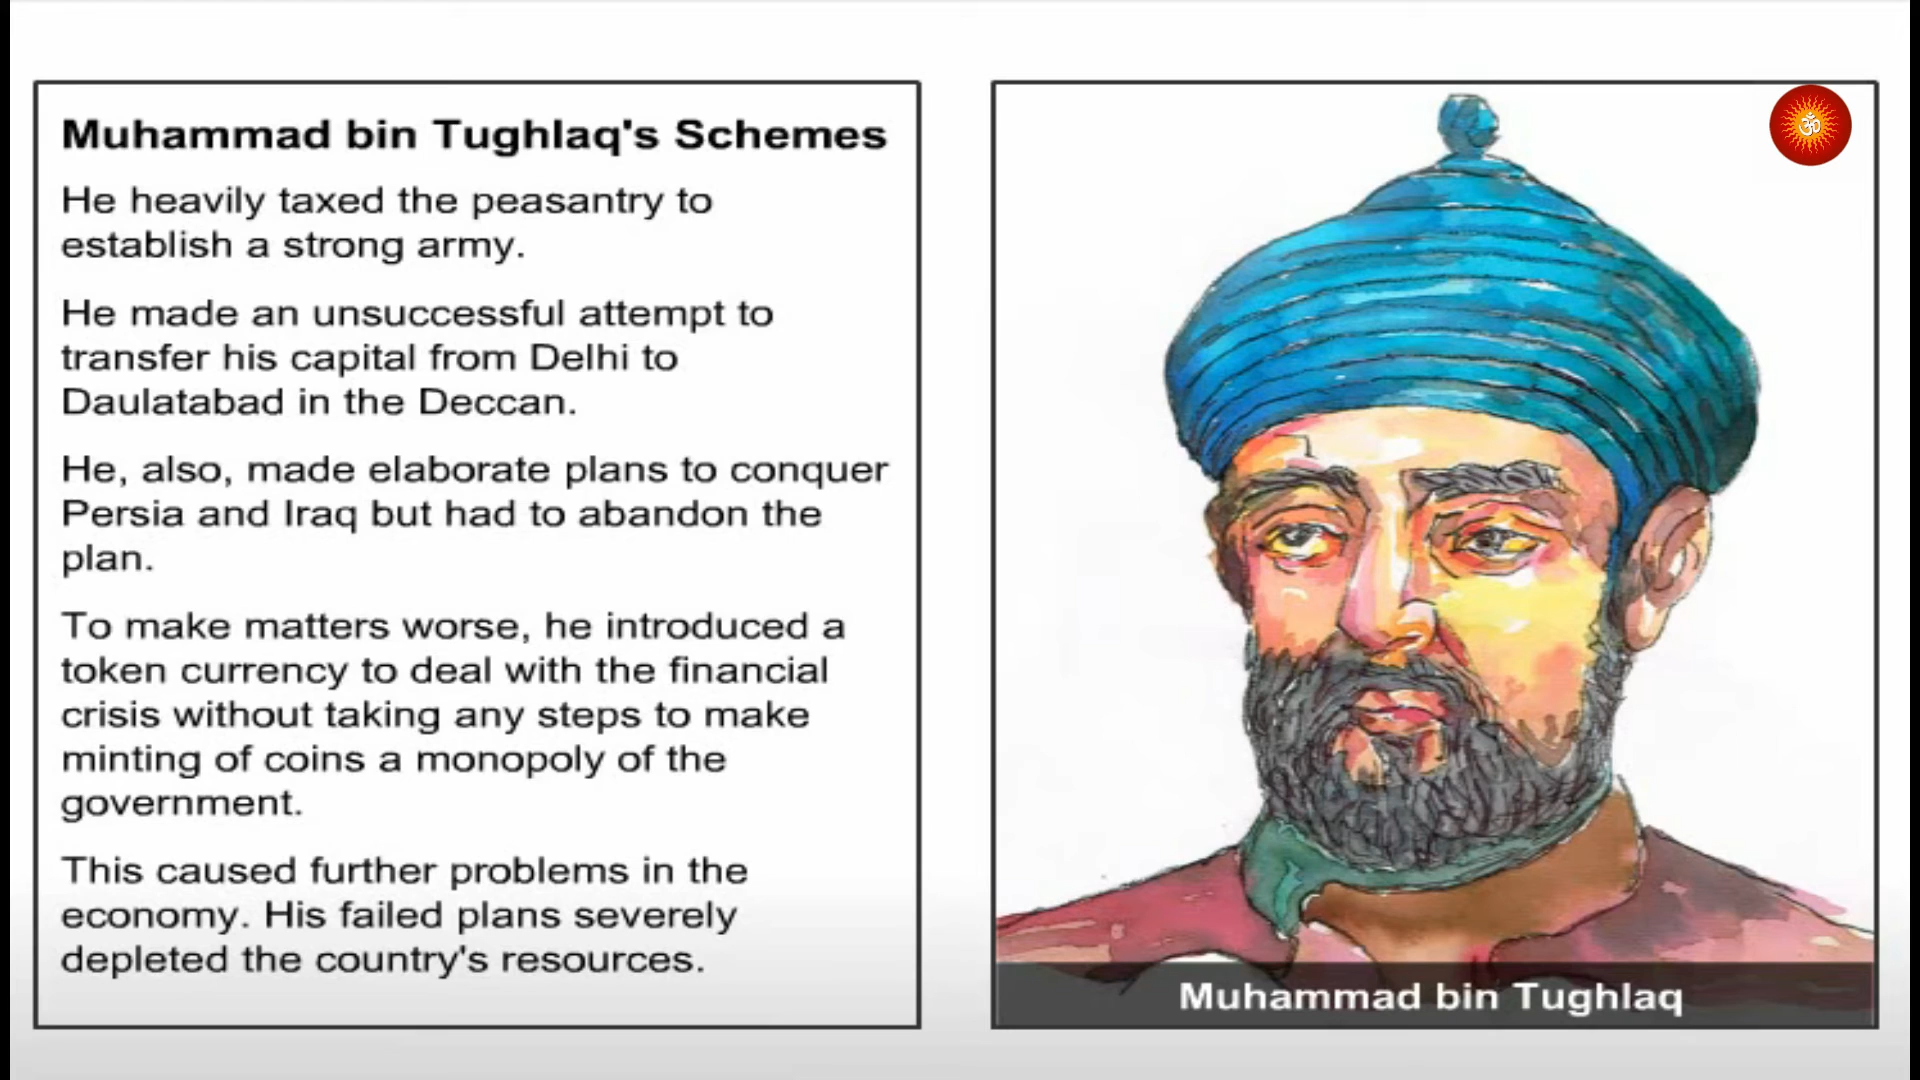 Muhammad bin Tughlaq's Schemes
He heavily taxed the peasantry to
establish a strong army.
He made an unsuccessful attempt to
transfer his capital from Delhi to
Daulatabad in the Deccan.
He, also, made elaborate plans to conquer
Persia and Iraq but had to abandon the
plan.
To make matters worse, he introduced a
token currency to deal with the financial
crisis without taking any steps to make
minting of coins a monopoly of the
government.
This caused further problems in the
economy. His failed plans severely
depleted the country's resources.
ॐ
Muhammad bin Tughlaq